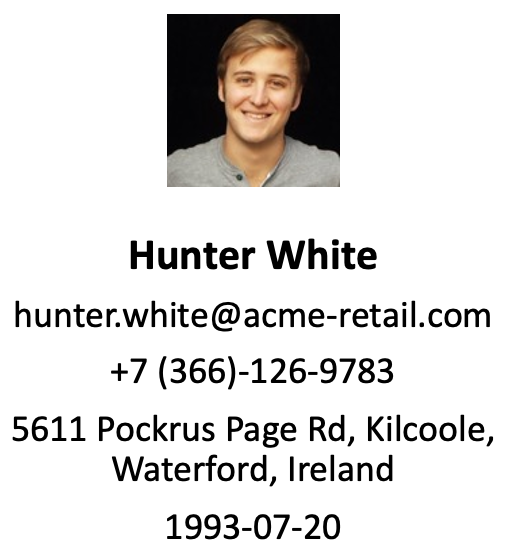 Hunter White
hunter.white@acme-retail.com
+7 (366)-126-9783
5611 Pockrus Page Rd, Kilcoole,
Waterford, Ireland
1993-07-20